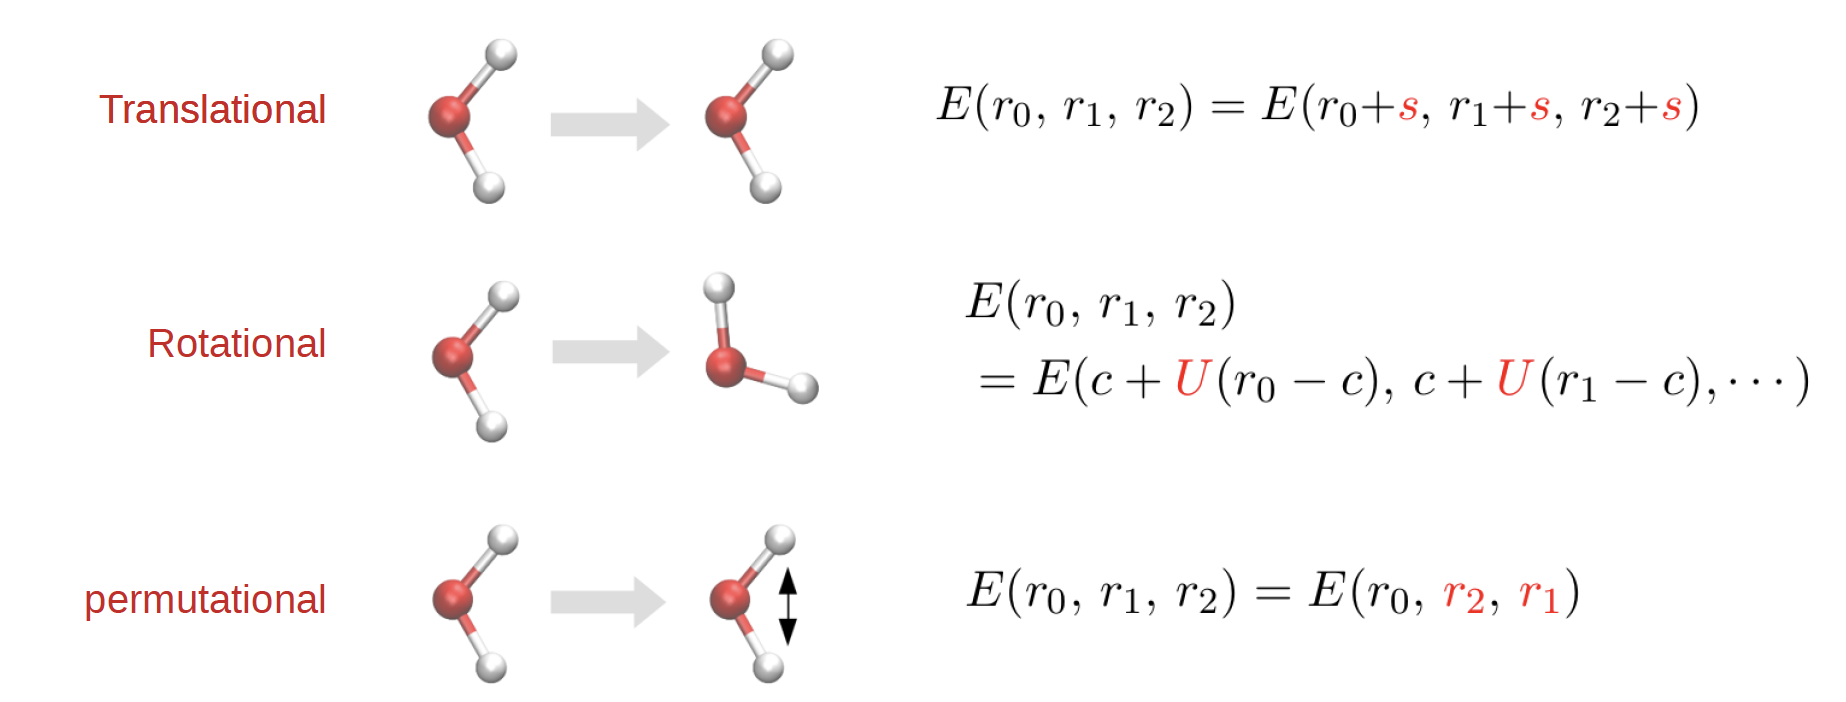 Translational
E(r₀, r₁, r₂) = E(r₀+s, r₁+s, r₂+s)
Rotational
E(r₀, r₁, r₂)
= E(c + U(r₀ − c), c + U(r₁ − c), ⋯ )
permutational
E(r₀, r₁, r₂) = E(r₀, r₂, r₁)